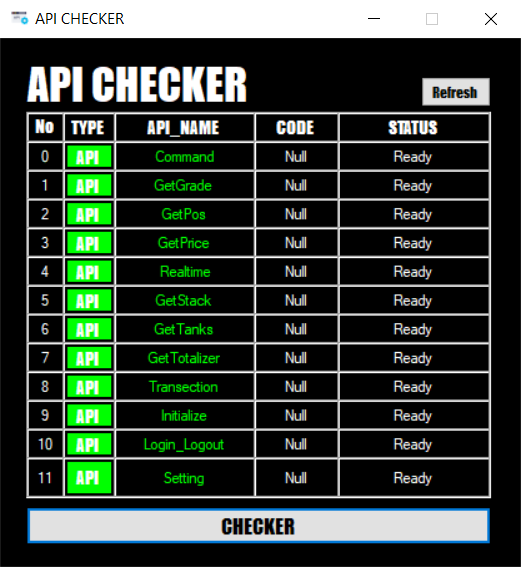 API CHECKER
API CHECKER
Refresh
No TYPE API_NAME CODE STATUS
0 API Command Null Ready
1 API GetGrade Null Ready
2 API GetPos Null Ready
3 API GetPrice Null Ready
4 API Realtime Null Ready
5 API GetStack Null Ready
6 API GetTanks Null Ready
7 API GetTotalizer Null Ready
8 API Transection Null Ready
9 API Initialize Null Ready
10 API Login_Logout Null Ready
11 API Setting Null Ready
CHECKER